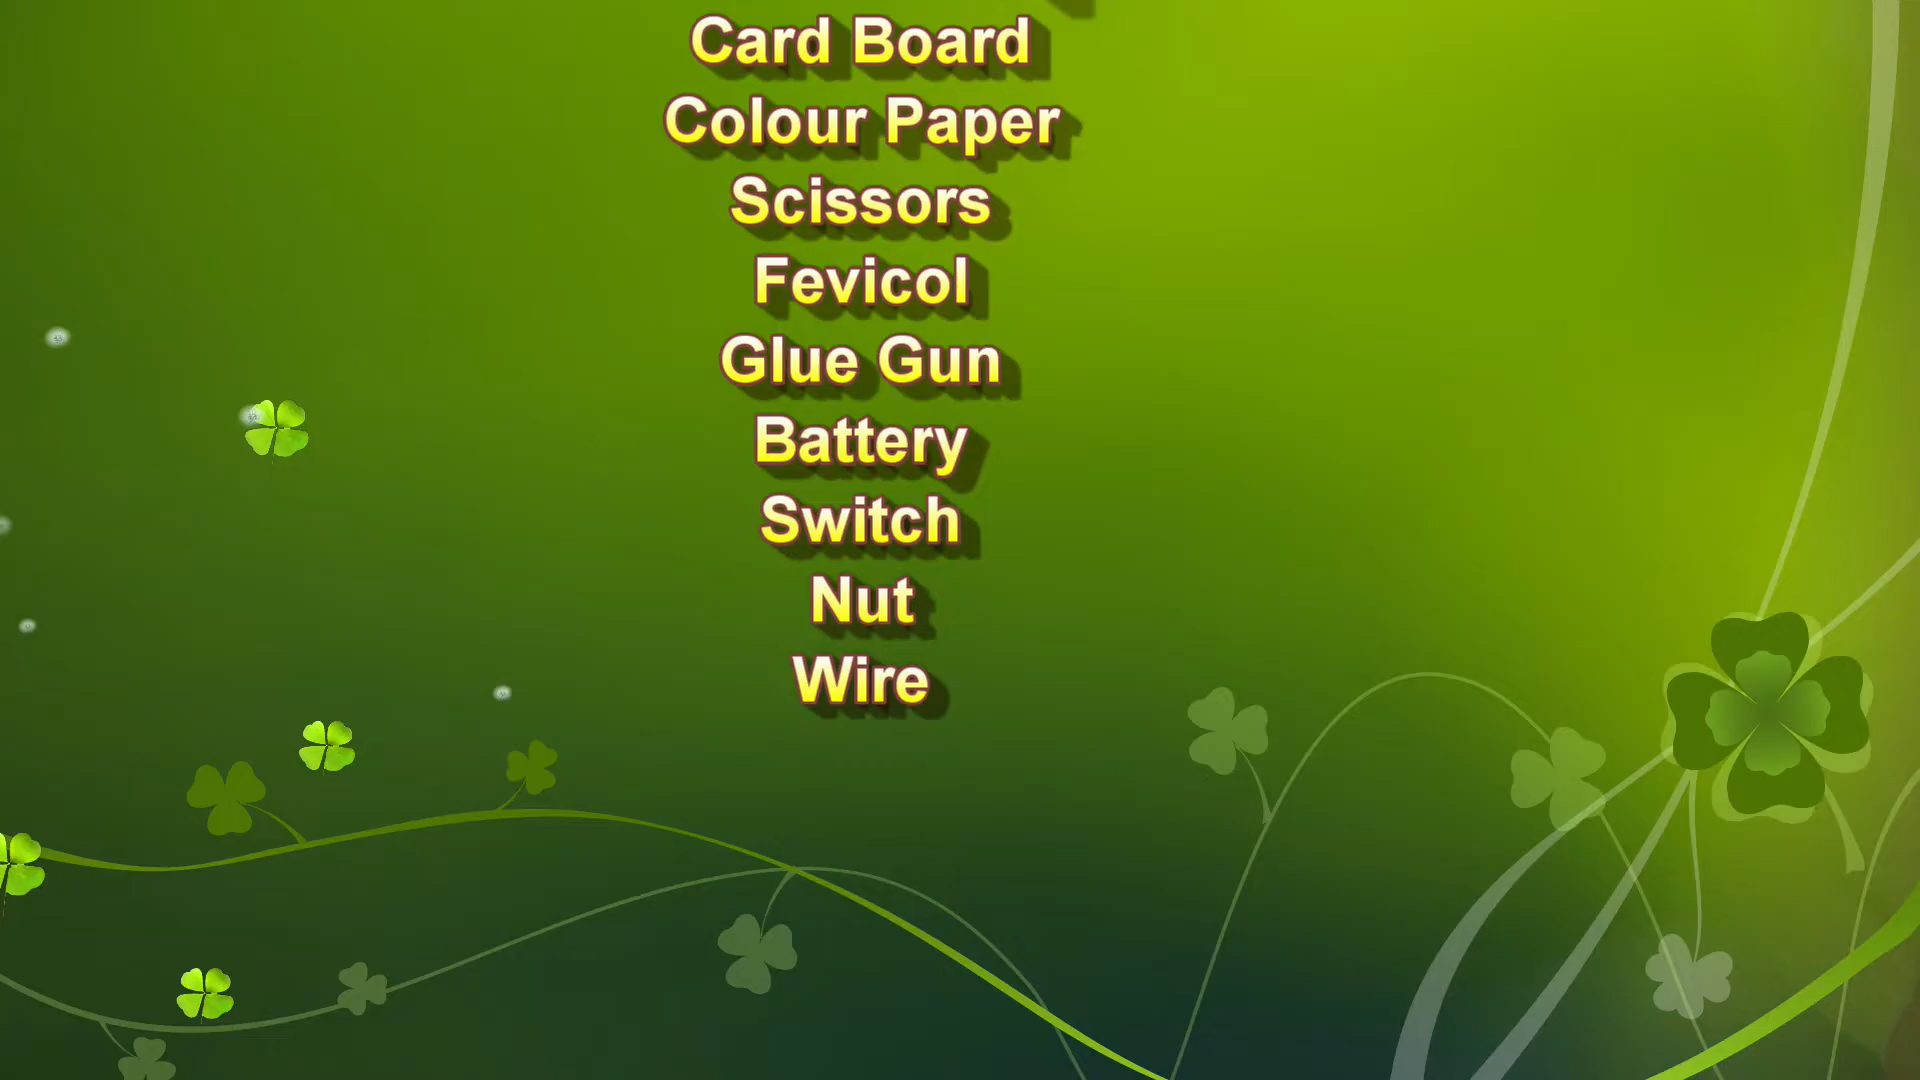 Card Board
Colour Paper
Scissors
Fevicol
Glue Gun
Battery
Switch
Nut
Wire